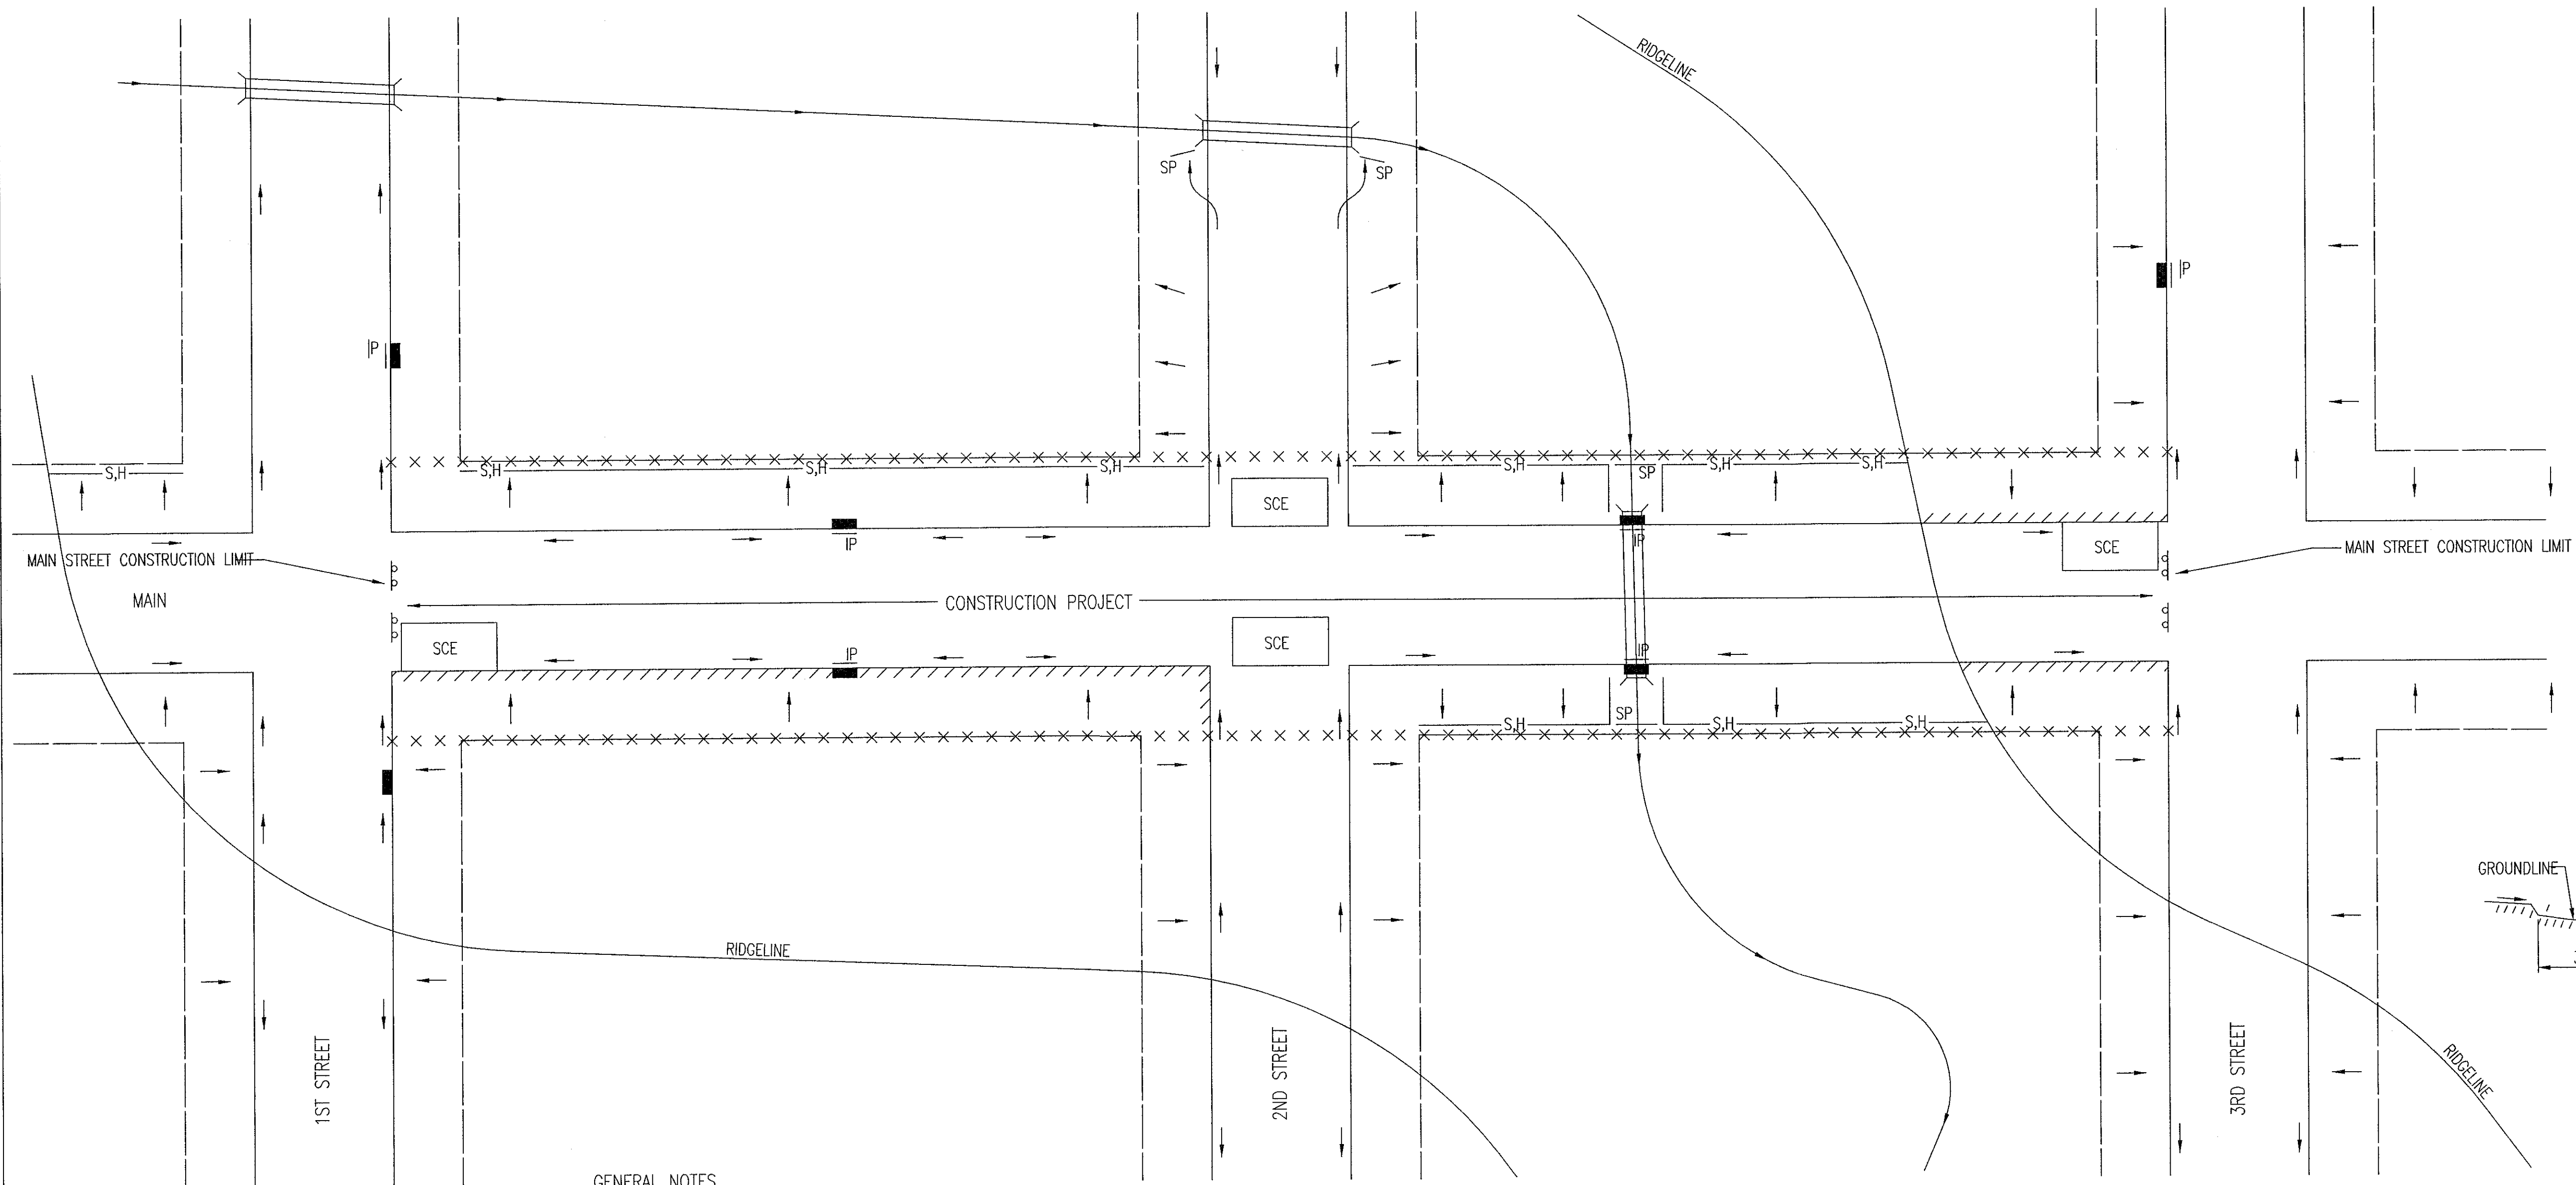 RIDGELINE
SP
SP
IP
IP
S,H
S,H
S,H
S,H
S,H
SP
S,H
S,H
SCE
MAIN STREET CONSTRUCTION LIMIT
IP
IP
SCE
MAIN STREET CONSTRUCTION LIMIT
MAIN
CONSTRUCTION PROJECT
SCE
SCE
IP
IP
S,H
SP
S,H
S,H
GROUNDLINE
RIDGELINE
1ST STREET
2ND STREET
3RD STREET
RIDGELINE
GENERAL NOTES